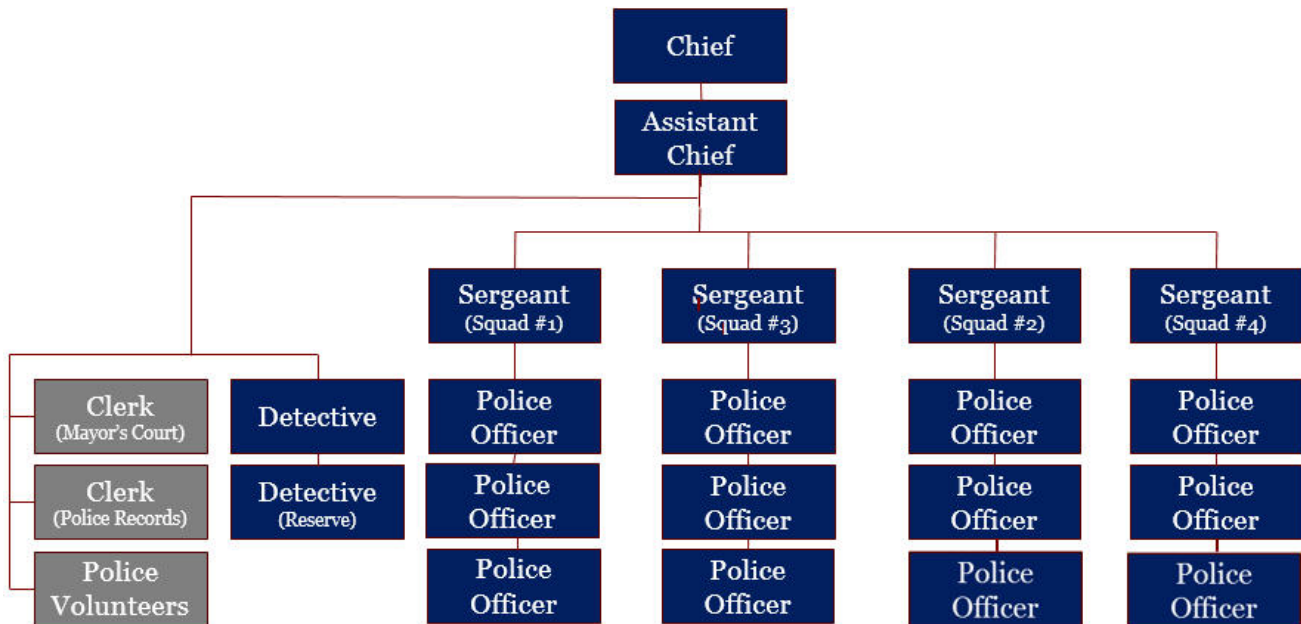 Chief
Assistant
Chief
Sergeant
(Squad #1)
Sergeant
(Squad #3)
Sergeant
(Squad #2)
Sergeant
(Squad #4)
Clerk
(Mayor's Court)
Detective
Police
Officer
Police
Officer
Police
Officer
Police
Officer
Clerk
(Police Records)
Detective
(Reserve)
Police
Officer
Police
Officer
Police
Officer
Police
Officer
Police
Volunteers
Police
Officer
Police
Officer
Police
Officer
Police
Officer